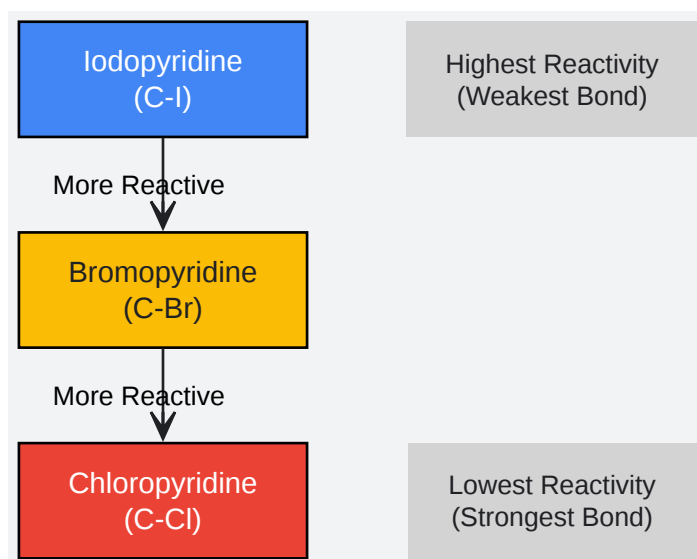 Iodopyridine
(C-I)
Highest Reactivity
(Weakest Bond)
More Reactive
Bromopyridine
(C-Br)
More Reactive
Chloropyridine
(C-Cl)
Lowest Reactivity
(Strongest Bond)